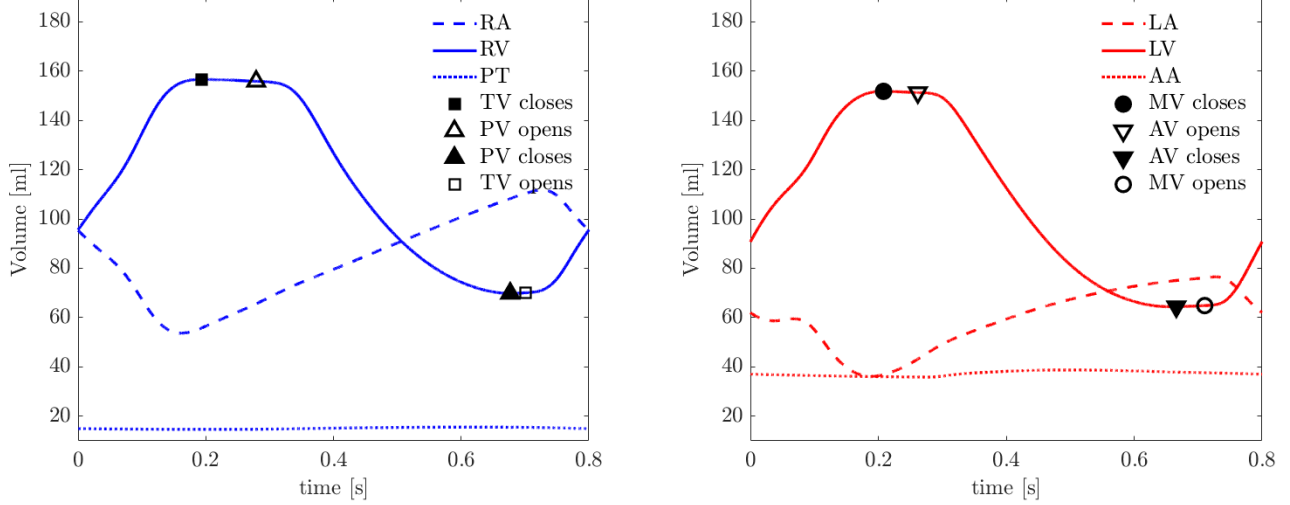 180
160
140
120
100
80
60
40
20
Volume [ml]
0
0.2
0.4
0.6
0.8
time [s]
RA
RV
PT
TV closes
PV opens
PV closes
TV opens
180
160
140
120
100
80
60
40
20
Volume [ml]
0
0.2
0.4
0.6
0.8
time [s]
LA
LV
AA
MV closes
AV opens
AV closes
MV opens